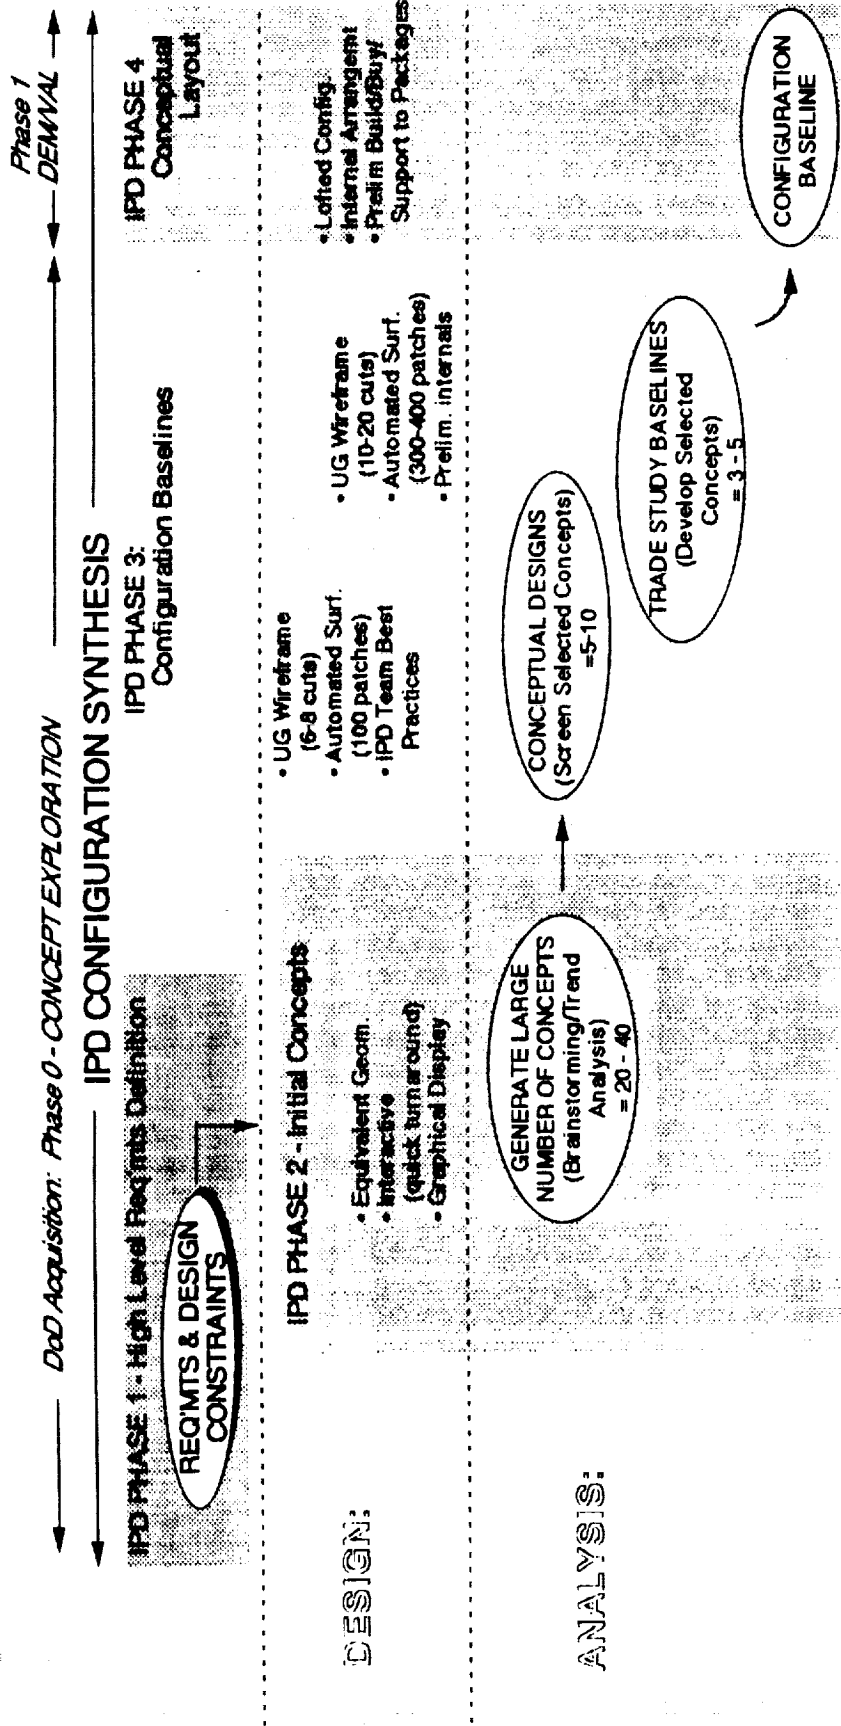 DoD Acquisition: Phase 0 - CONCEPT EXPLORATION
Phase 1
DEM/VAL
IPD CONFIGURATION SYNTHESIS
IPD PHASE 1 - High Level Req'mts Definition
REQ'MTS & DESIGN
CONSTRAINTS
IPD PHASE 3:
Configuration Baselines
IPD PHASE 4
Conceptual
Layout
DESIGN:
IPD PHASE 2 - Initial Concepts
• Equivalent Geom.
• Interactive
(quick turnaround)
• Graphical Display
• UG Wireframe
(6-8 cuts)
• Automated Surf.
(100 patches)
• IPD Team Best
Practices
• UG Wireframe
(10-20 cuts)
• Automated Surf.
(300-400 patches)
• Prelim. internals
• Lofted Config.
• Internal Arrangemt
• Prelim Build/Buy/
Support to Packages
ANALYSIS:
GENERATE LARGE
NUMBER OF CONCEPTS
(Brainstorming/Trend
Analysis)
= 20 - 40
CONCEPTUAL DESIGNS
(Screen Selected Concepts)
=5-10
TRADE STUDY BASELINES
(Develop Selected
Concepts)
= 3 - 5
CONFIGURATION
BASELINE